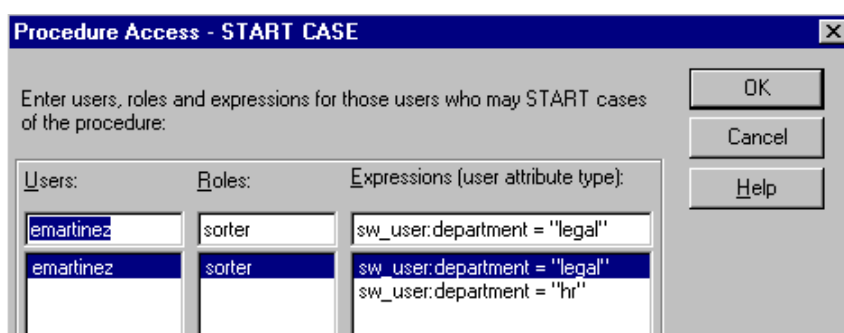 Procedure Access - START CASE
Enter users, roles and expressions for those users who may START cases
of the procedure:
OK
Cancel
Help
Users:
Roles:
Expressions (user attribute type):
emartinez
sorter
sw_user:department = "legal"
emartinez
sorter
sw_user:department = "legal"
sw_user:department = "hr"